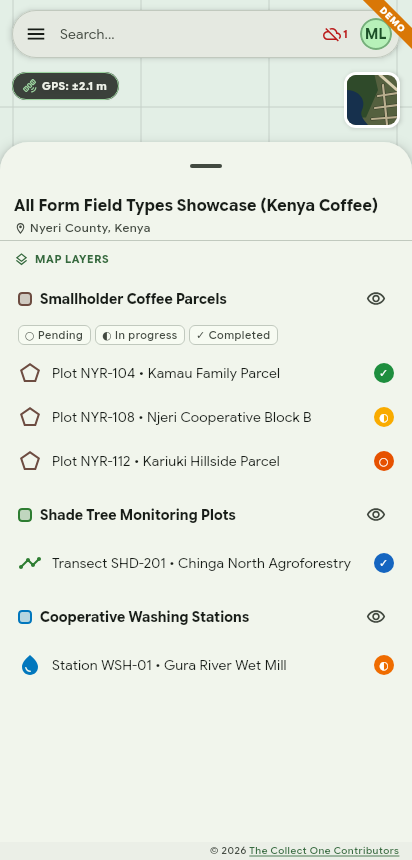 Search...
1
ML
DEMO
GPS: ±2.1 m
All Form Field Types Showcase (Kenya Coffee)
Nyeri County, Kenya
MAP LAYERS
Smallholder Coffee Parcels
○ Pending ◐ In progress ✓ Completed
Plot NYR-104 • Kamau Family Parcel ✓
Plot NYR-108 • Njeri Cooperative Block B ◐
Plot NYR-112 • Kariuki Hillside Parcel ○
Shade Tree Monitoring Plots
Transect SHD-201 • Chinga North Agroforestry ✓
Cooperative Washing Stations
Station WSH-01 • Gura River Wet Mill ◐
© 2026 The Collect One Contributors